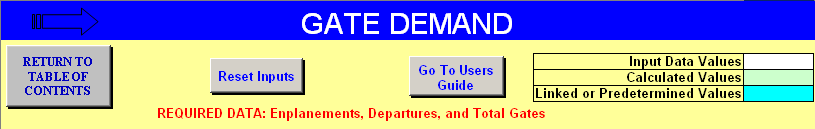 GATE DEMAND
RETURN TO
TABLE OF
CONTENTS
Reset Inputs
Go To Users
Guide
Input Data Values
Calculated Values
Linked or Predetermined Values
REQUIRED DATA: Enplanements, Departures, and Total Gates